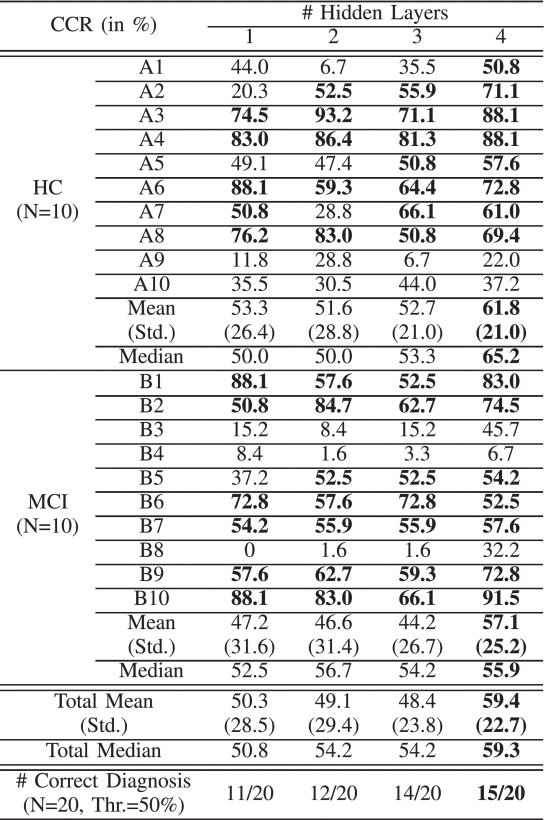 CCR (in %) # Hidden Layers
1 2 3 4
HC
(N=10)
A1 44.0 6.7 35.5 50.8
A2 20.3 52.5 55.9 71.1
A3 74.5 93.2 71.1 88.1
A4 83.0 86.4 81.3 88.1
A5 49.1 47.4 50.8 57.6
A6 88.1 59.3 64.4 72.8
A7 50.8 28.8 66.1 61.0
A8 76.2 83.0 50.8 69.4
A9 11.8 28.8 6.7 22.0
A10 35.5 30.5 44.0 37.2
Mean 53.3 51.6 52.7 61.8
(Std.) (26.4) (28.8) (21.0) (21.0)
Median 50.0 50.0 53.3 65.2
MCI
(N=10)
B1 88.1 57.6 52.5 83.0
B2 50.8 84.7 62.7 74.5
B3 15.2 8.4 15.2 45.7
B4 8.4 1.6 3.3 6.7
B5 37.2 52.5 52.5 54.2
B6 72.8 57.6 72.8 52.5
B7 54.2 55.9 55.9 57.6
B8 0 1.6 1.6 32.2
B9 57.6 62.7 59.3 72.8
B10 88.1 83.0 66.1 91.5
Mean 47.2 46.6 44.2 57.1
(Std.) (31.6) (31.4) (26.7) (25.2)
Median 52.5 56.7 54.2 55.9
Total Mean 50.3 49.1 48.4 59.4
(Std.) (28.5) (29.4) (23.8) (22.7)
Total Median 50.8 54.2 54.2 59.3
# Correct Diagnosis
(N=20, Thr.=50%) 11/20 12/20 14/20 15/20